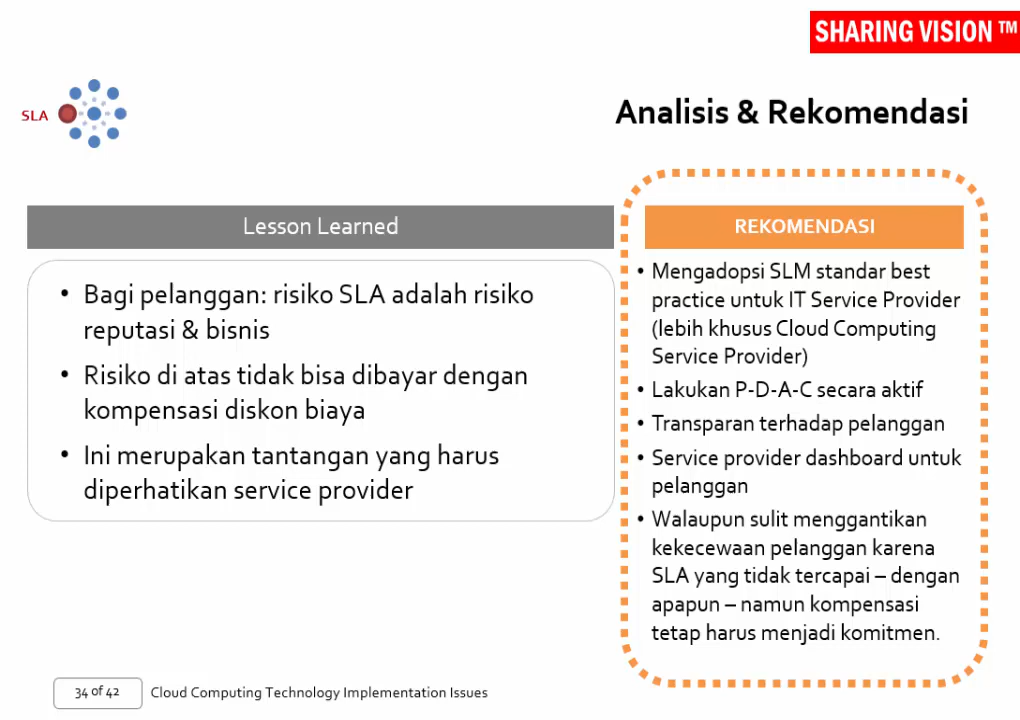 SHARING VISION ™
SLA
Analisis & Rekomendasi
Lesson Learned
• Bagi pelanggan: risiko SLA adalah risiko
reputasi & bisnis
• Risiko di atas tidak bisa dibayar dengan
kompensasi diskon biaya
• Ini merupakan tantangan yang harus
diperhatikan service provider
REKOMENDASI
• Mengadopsi SLM standar best
practice untuk IT Service Provider
(lebih khusus Cloud Computing
Service Provider)
• Lakukan P-D-A-C secara aktif
• Transparan terhadap pelanggan
• Service provider dashboard untuk
pelanggan
• Walaupun sulit menggantikan
kekecewaan pelanggan karena
SLA yang tidak tercapai – dengan
apapun – namun kompensasi
tetap harus menjadi komitmen.
34 of 42
Cloud Computing Technology Implementation Issues